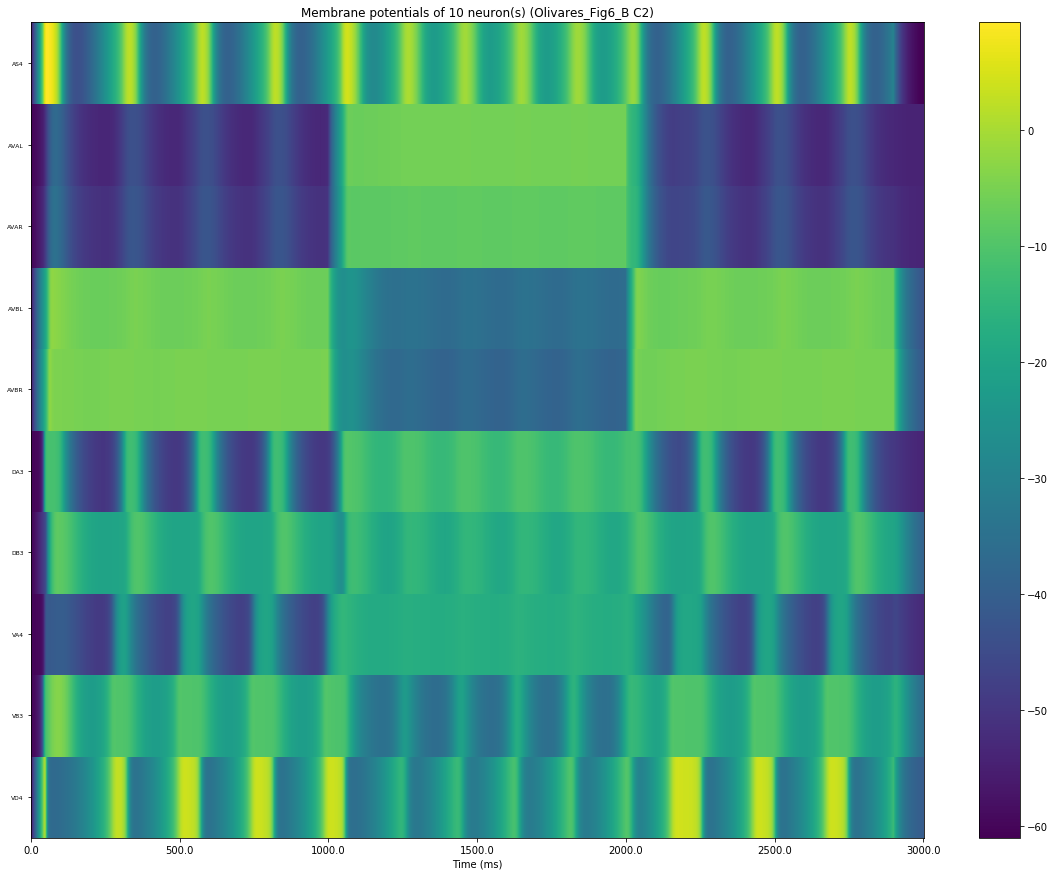 Membrane potentials of 10 neuron(s) (Olivares_Fig6_B C2)
AS4
AVAL
AVAR
AVBL
AVBR
DA3
DB3
VA4
VB3
VD4
0.0 500.0 1000.0 1500.0 2000.0 2500.0 3000.0
Time (ms)
0
−10
−20
−30
−40
−50
−60